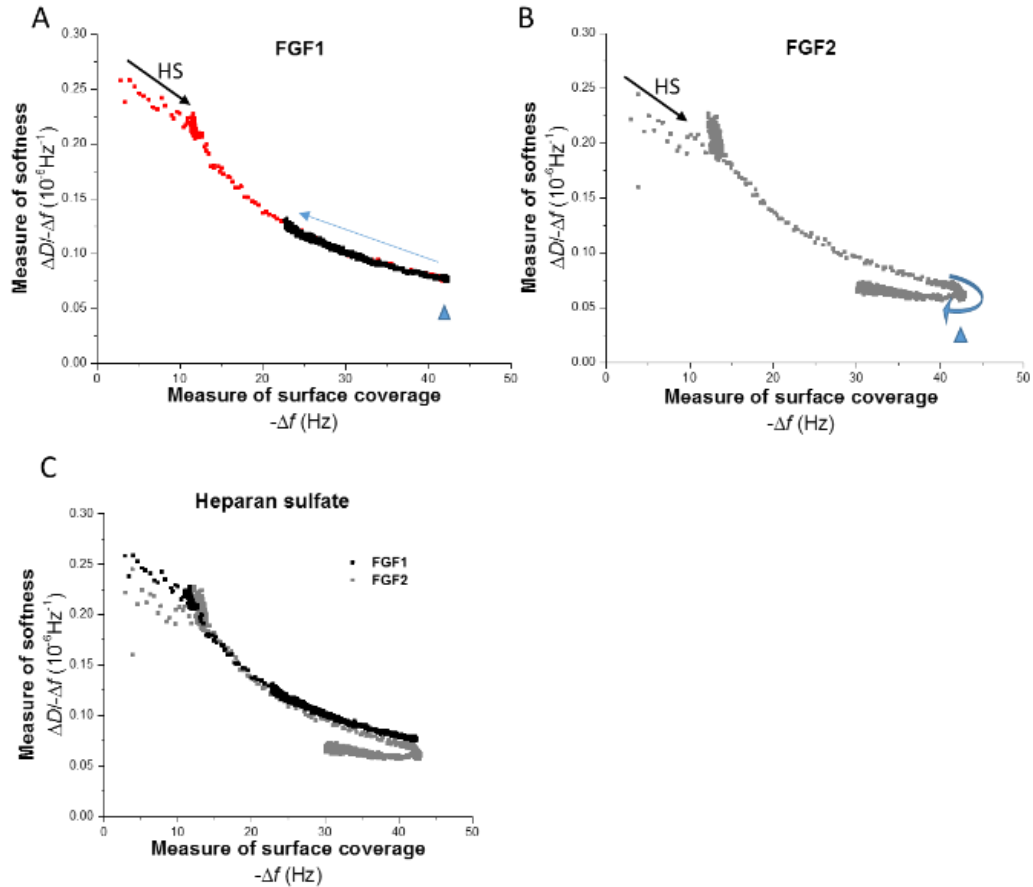 A
FGF1
HS
0.30
0.25
0.20
0.15
0.10
0.05
0.00
0
10
20
30
40
50
Measure of softness
ΔD/-Δf (10⁻⁶Hz⁻¹)
Measure of surface coverage
-Δf (Hz)
B
FGF2
HS
0.30
0.25
0.20
0.15
0.10
0.05
0.00
0
10
20
30
40
50
Measure of softness
ΔD/-Δf (10⁻⁶Hz⁻¹)
Measure of surface coverage
-Δf (Hz)
C
Heparan sulfate
FGF1
FGF2
0.30
0.25
0.20
0.15
0.10
0.05
0.00
0
10
20
30
40
50
Measure of softness
ΔD/-Δf (10⁻⁶Hz⁻¹)
Measure of surface coverage
-Δf (Hz)